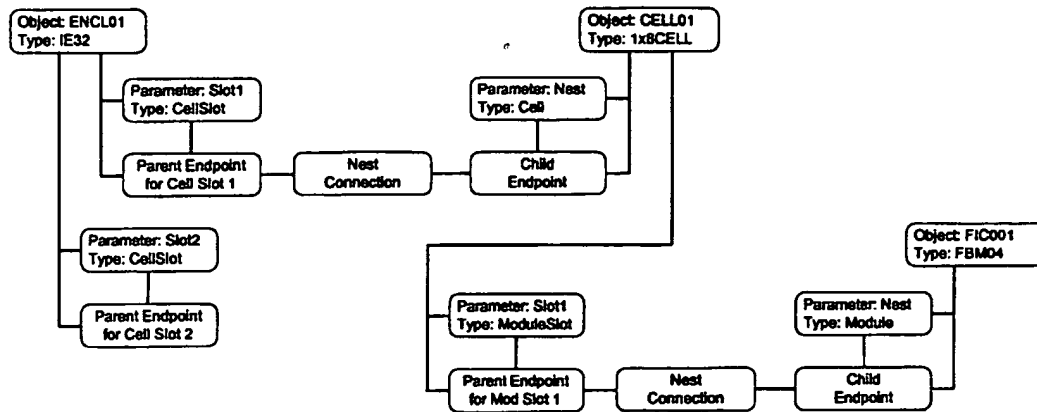 Object: ENCL01
Type: IE32
Object: CELL01
Type: 1x8CELL
Parameter: Slot1
Type: CellSlot
Parameter: Nest
Type: Cell
Parent Endpoint
for Cell Slot 1
Nest
Connection
Child
Endpoint
Parameter: Slot2
Type: CellSlot
Object: FIC001
Type: FBM04
Parent Endpoint
for Cell Slot 2
Parameter: Slot1
Type: ModuleSlot
Parameter: Nest
Type: Module
Parent Endpoint
for Mod Slot 1
Nest
Connection
Child
Endpoint